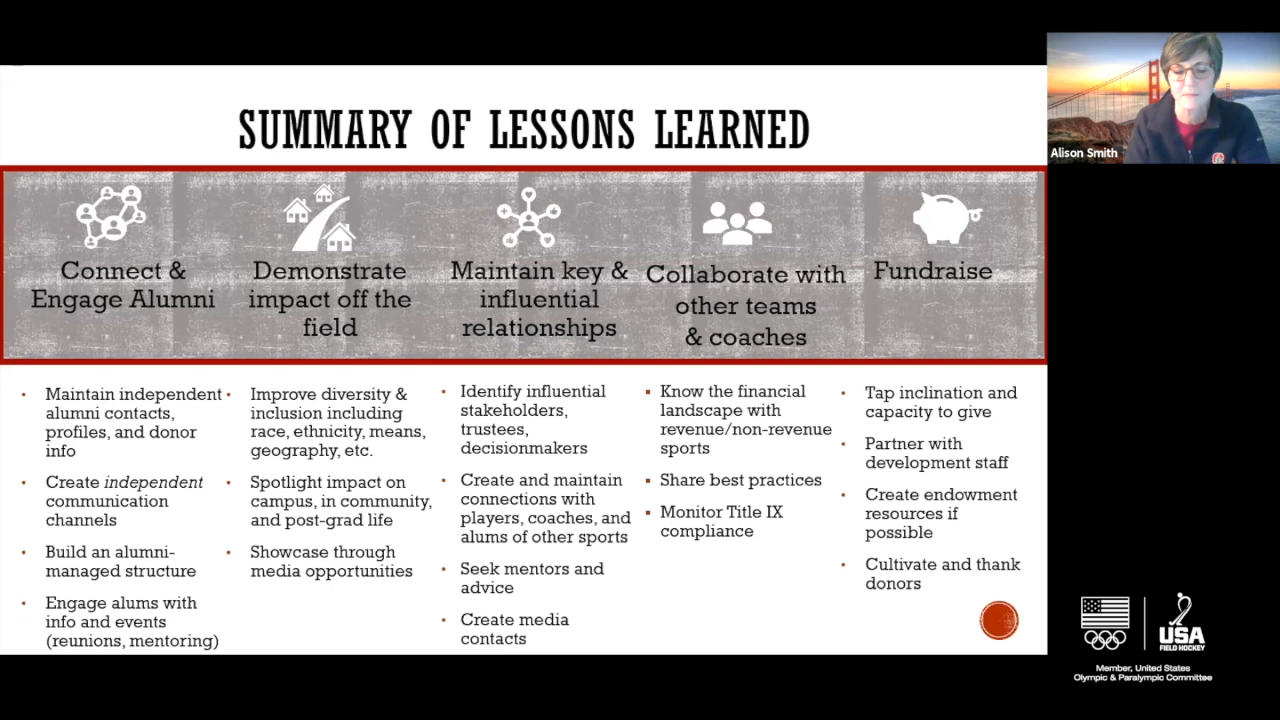 SUMMARY OF LESSONS LEARNED
Alison Smith
Connect &
Engage Alumni
Demonstrate
impact off the
field
Maintain key &
influential
relationships
Collaborate with
other teams
& coaches
Fundraise
• Maintain independent
alumni contacts,
profiles, and donor
info
• Create independent
communication
channels
• Build an alumni-
managed structure
• Engage alums with
info and events
(reunions, mentoring)
• Improve diversity &
inclusion including
race, ethnicity, means,
geography, etc.
• Spotlight impact on
campus, in community,
and post-grad life
• Showcase through
media opportunities
• Identify influential
stakeholders,
trustees,
decisionmakers
• Create and maintain
connections with
players, coaches, and
alums of other sports
• Seek mentors and
advice
• Create media
contacts
▪ Know the financial
landscape with
revenue/non-revenue
sports
▪ Share best practices
▪ Monitor Title IX
compliance
• Tap inclination and
capacity to give
• Partner with
development staff
• Create endowment
resources if
possible
• Cultivate and thank
donors
USA
FIELD HOCKEY
Member, United States
Olympic & Paralympic Committee